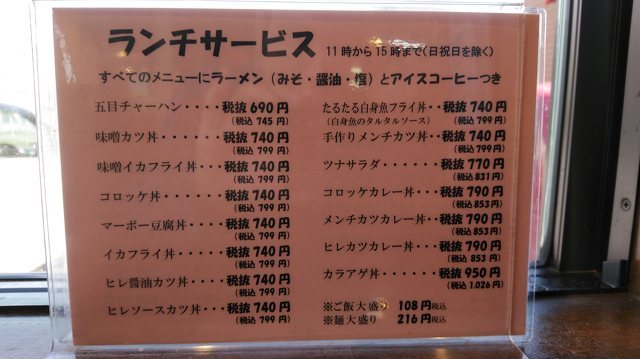 ランチサービス 11時から15時まで(日祝日を除く)
すべてのメニューにラーメン(みそ・醤油・塩)とアイスコーヒーつき
五目チャーハン・・・・税抜 690円
(税込 745円)
味噌カツ丼・・・・・・税抜 740円
(税込 799円)
味噌イカフライ丼・・・税抜 740円
(税込 799円)
コロッケ丼・・・・・・税抜 740円
(税込 799円)
マーボー豆腐丼・・・・税抜 740円
(税込 799円)
イカフライ丼・・・・・税抜 740円
(税込 799円)
ヒレ醤油カツ丼・・・・税抜 740円
(税込 799円)
ヒレソースカツ丼・・・税抜 740円
(税込 799円)
たるたる白身魚フライ丼・税抜 740円
(白身魚のタルタルソース) (税込 799円)
手作りメンチカツ丼・・税抜 740円
(税込 799円)
ツナサラダ・・・・・・税抜 770円
(税込 831円)
コロッケカレー丼・・・税抜 790円
(税込 853円)
メンチカツカレー丼・・税抜 790円
(税込 853円)
ヒレカツカレー丼・・・税抜 790円
(税込 853円)
カラアゲ丼・・・・・・税抜 950円
(税込 1.026円)
※ご飯大盛り 108円税込
※麺大盛り 216円税込